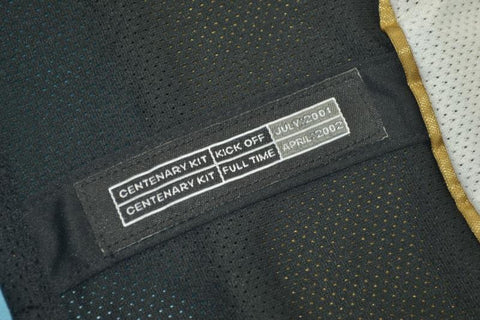 CENTENARY KIT KICK OFF JULY:2001
CENTENARY KIT FULL TIME APRIL:2002